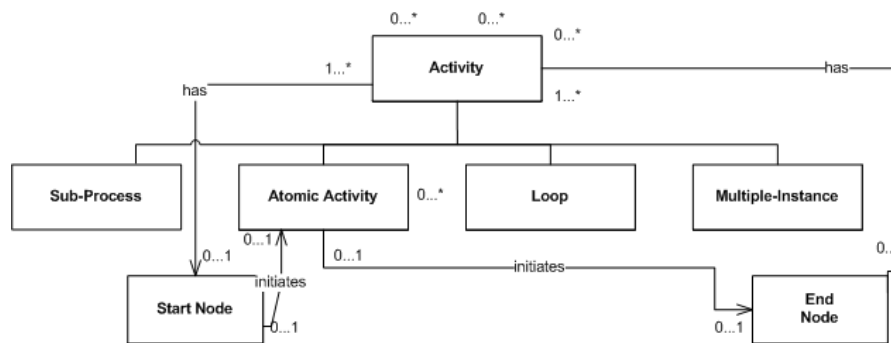 0...*
0...*
0...*
Activity
1...*
has
has
1...*
Sub-Process
Atomic Activity
0...*
Loop
Multiple-Instance
0...1
0...1
0...1
initiates
initiates
Start Node
0...1
End
Node
0...1
0..